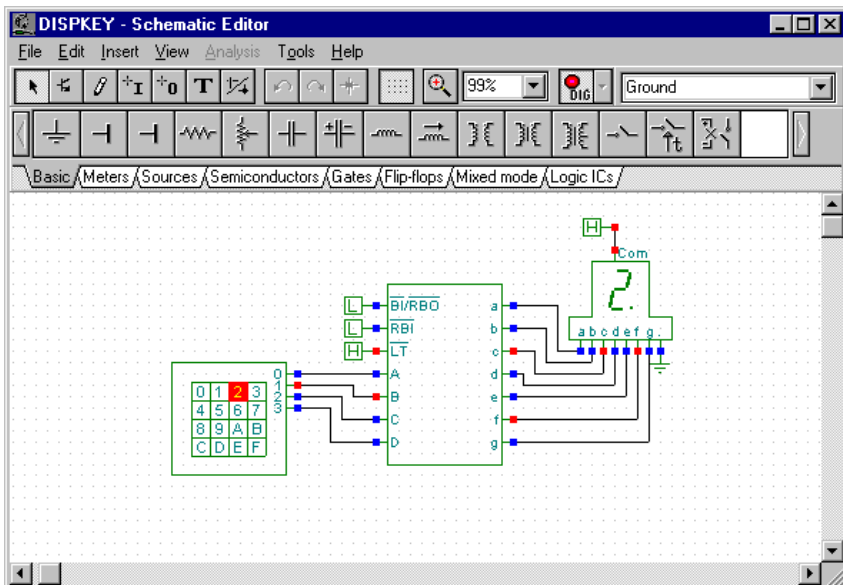 DISPKEY - Schematic Editor
File Edit Insert View Analysis Tools Help
I O T 99% DIG Ground
t
Basic Meters Sources Semiconductors Gates Flip-flops Mixed mode Logic ICs
H
Com
2.
L BI/RBO a
L RBI b
H LT c
a b c d e f g .
0 A d
1 B e
2 C f
3 D g
0 1 2 3
4 5 6 7
8 9 A B
C D E F